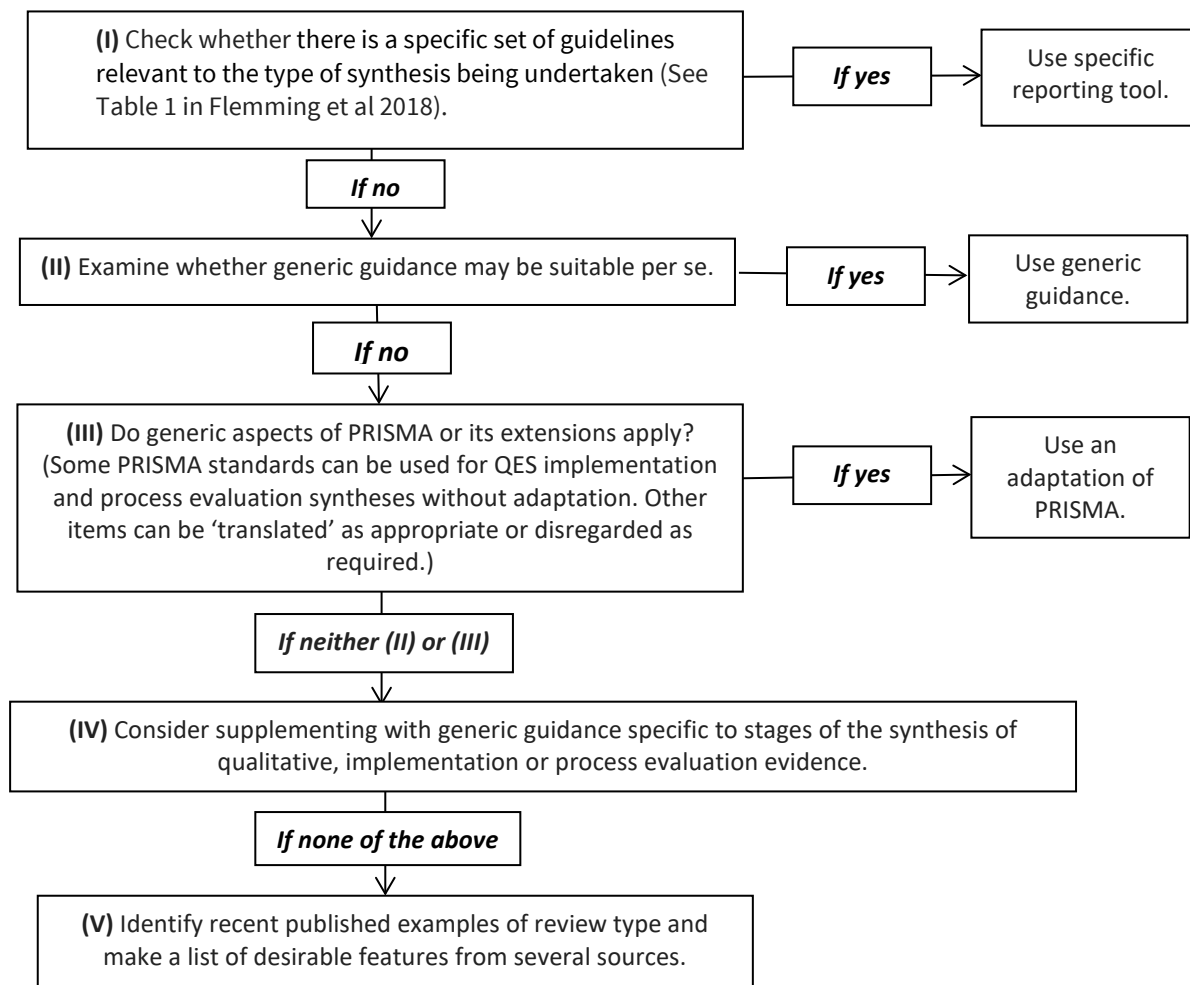 (I) Check whether there is a specific set of guidelines
relevant to the type of synthesis being undertaken (See
Table 1 in Flemming et al 2018).
If yes
Use specific
reporting tool.
If no
(II) Examine whether generic guidance may be suitable per se.
If yes
Use generic
guidance.
If no
(III) Do generic aspects of PRISMA or its extensions apply?
(Some PRISMA standards can be used for QES implementation
and process evaluation syntheses without adaptation. Other
items can be ‘translated’ as appropriate or disregarded as
required.)
If yes
Use an
adaptation of
PRISMA.
If neither (II) or (III)
(IV) Consider supplementing with generic guidance specific to stages of the synthesis of
qualitative, implementation or process evaluation evidence.
If none of the above
(V) Identify recent published examples of review type and
make a list of desirable features from several sources.